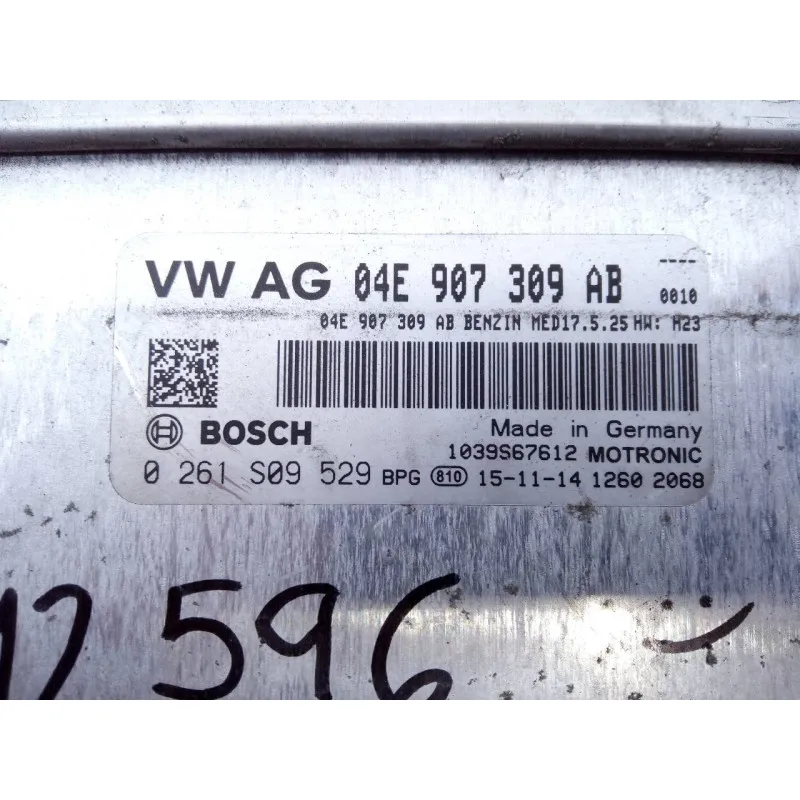 VW AG 04E 907 309 AB ----
0010
04E 907 309 AB BENZIN MED17.5.25 HW: H23
BOSCH
Made in Germany
1039S67612 MOTRONIC
0 261 S09 529 BPG 810 15-11-14 1260 2068
596